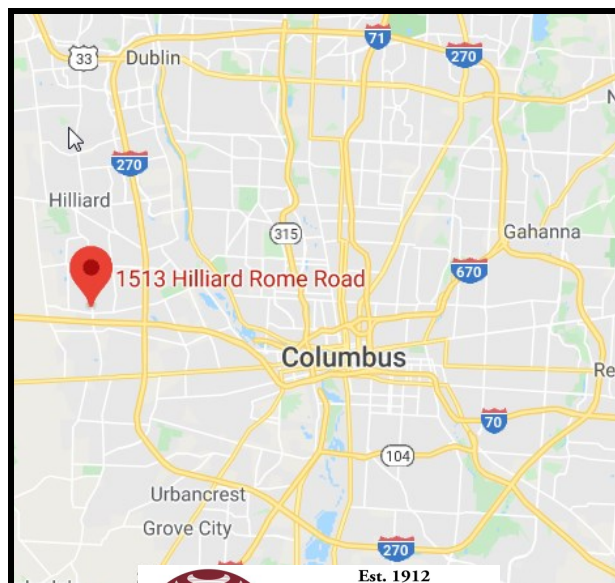 71
270
33
Dublin
270
Hilliard
315
Gahanna
1513 Hilliard Rome Road
670
Columbus
Re
70
104
Urbancrest
Grove City
270
Est. 1912